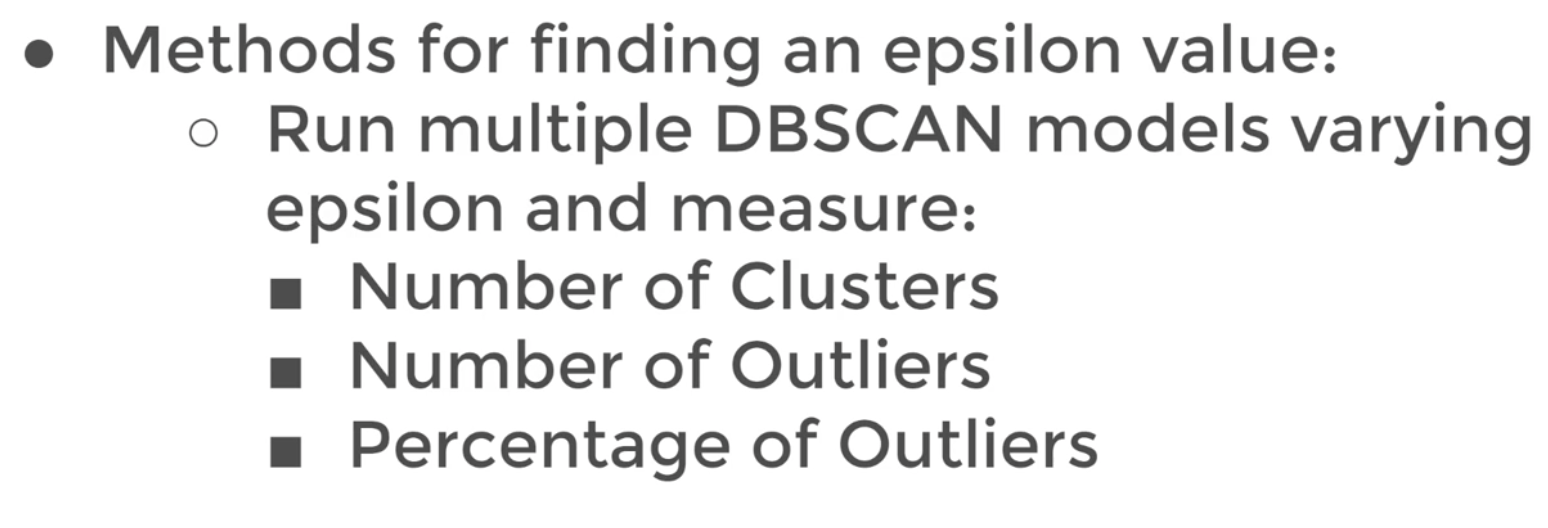 ● Methods for finding an epsilon value:
○ Run multiple DBSCAN models varying
epsilon and measure:
■ Number of Clusters
■ Number of Outliers
■ Percentage of Outliers